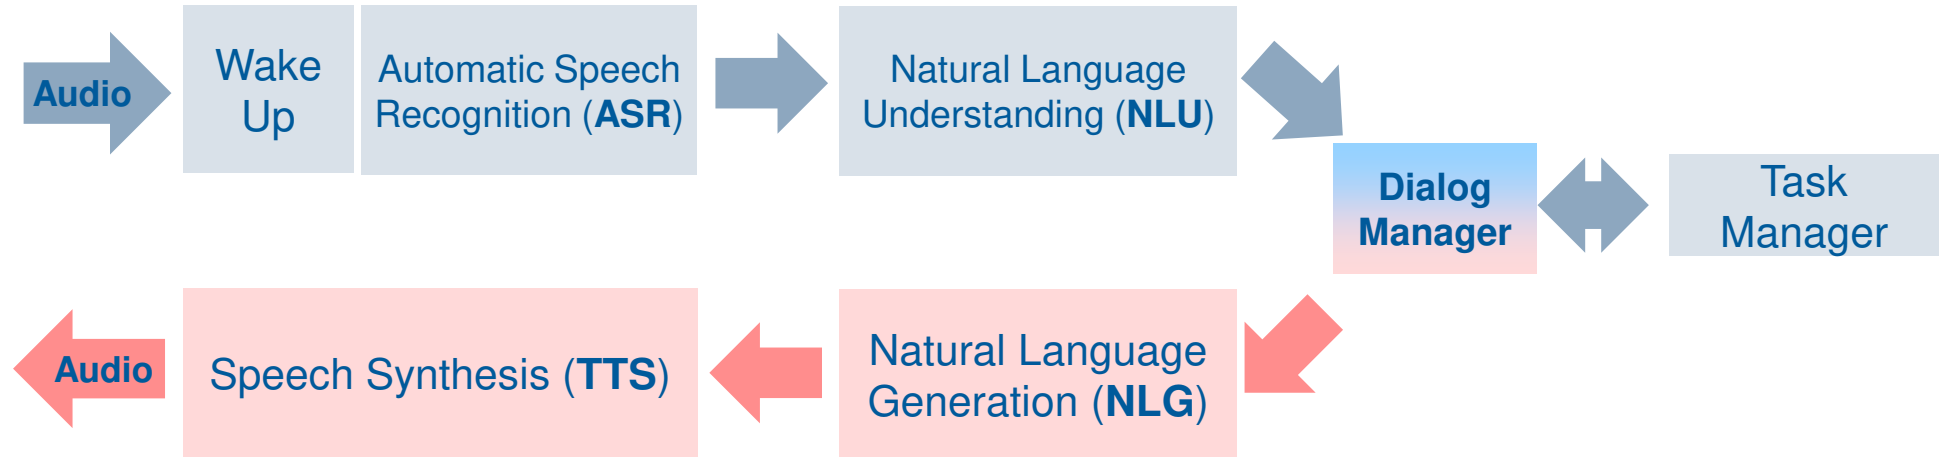 Audio
Wake
Up
Automatic Speech
Recognition (ASR)
Natural Language
Understanding (NLU)
Dialog
Manager
Task
Manager
Audio
Speech Synthesis (TTS)
Natural Language
Generation (NLG)